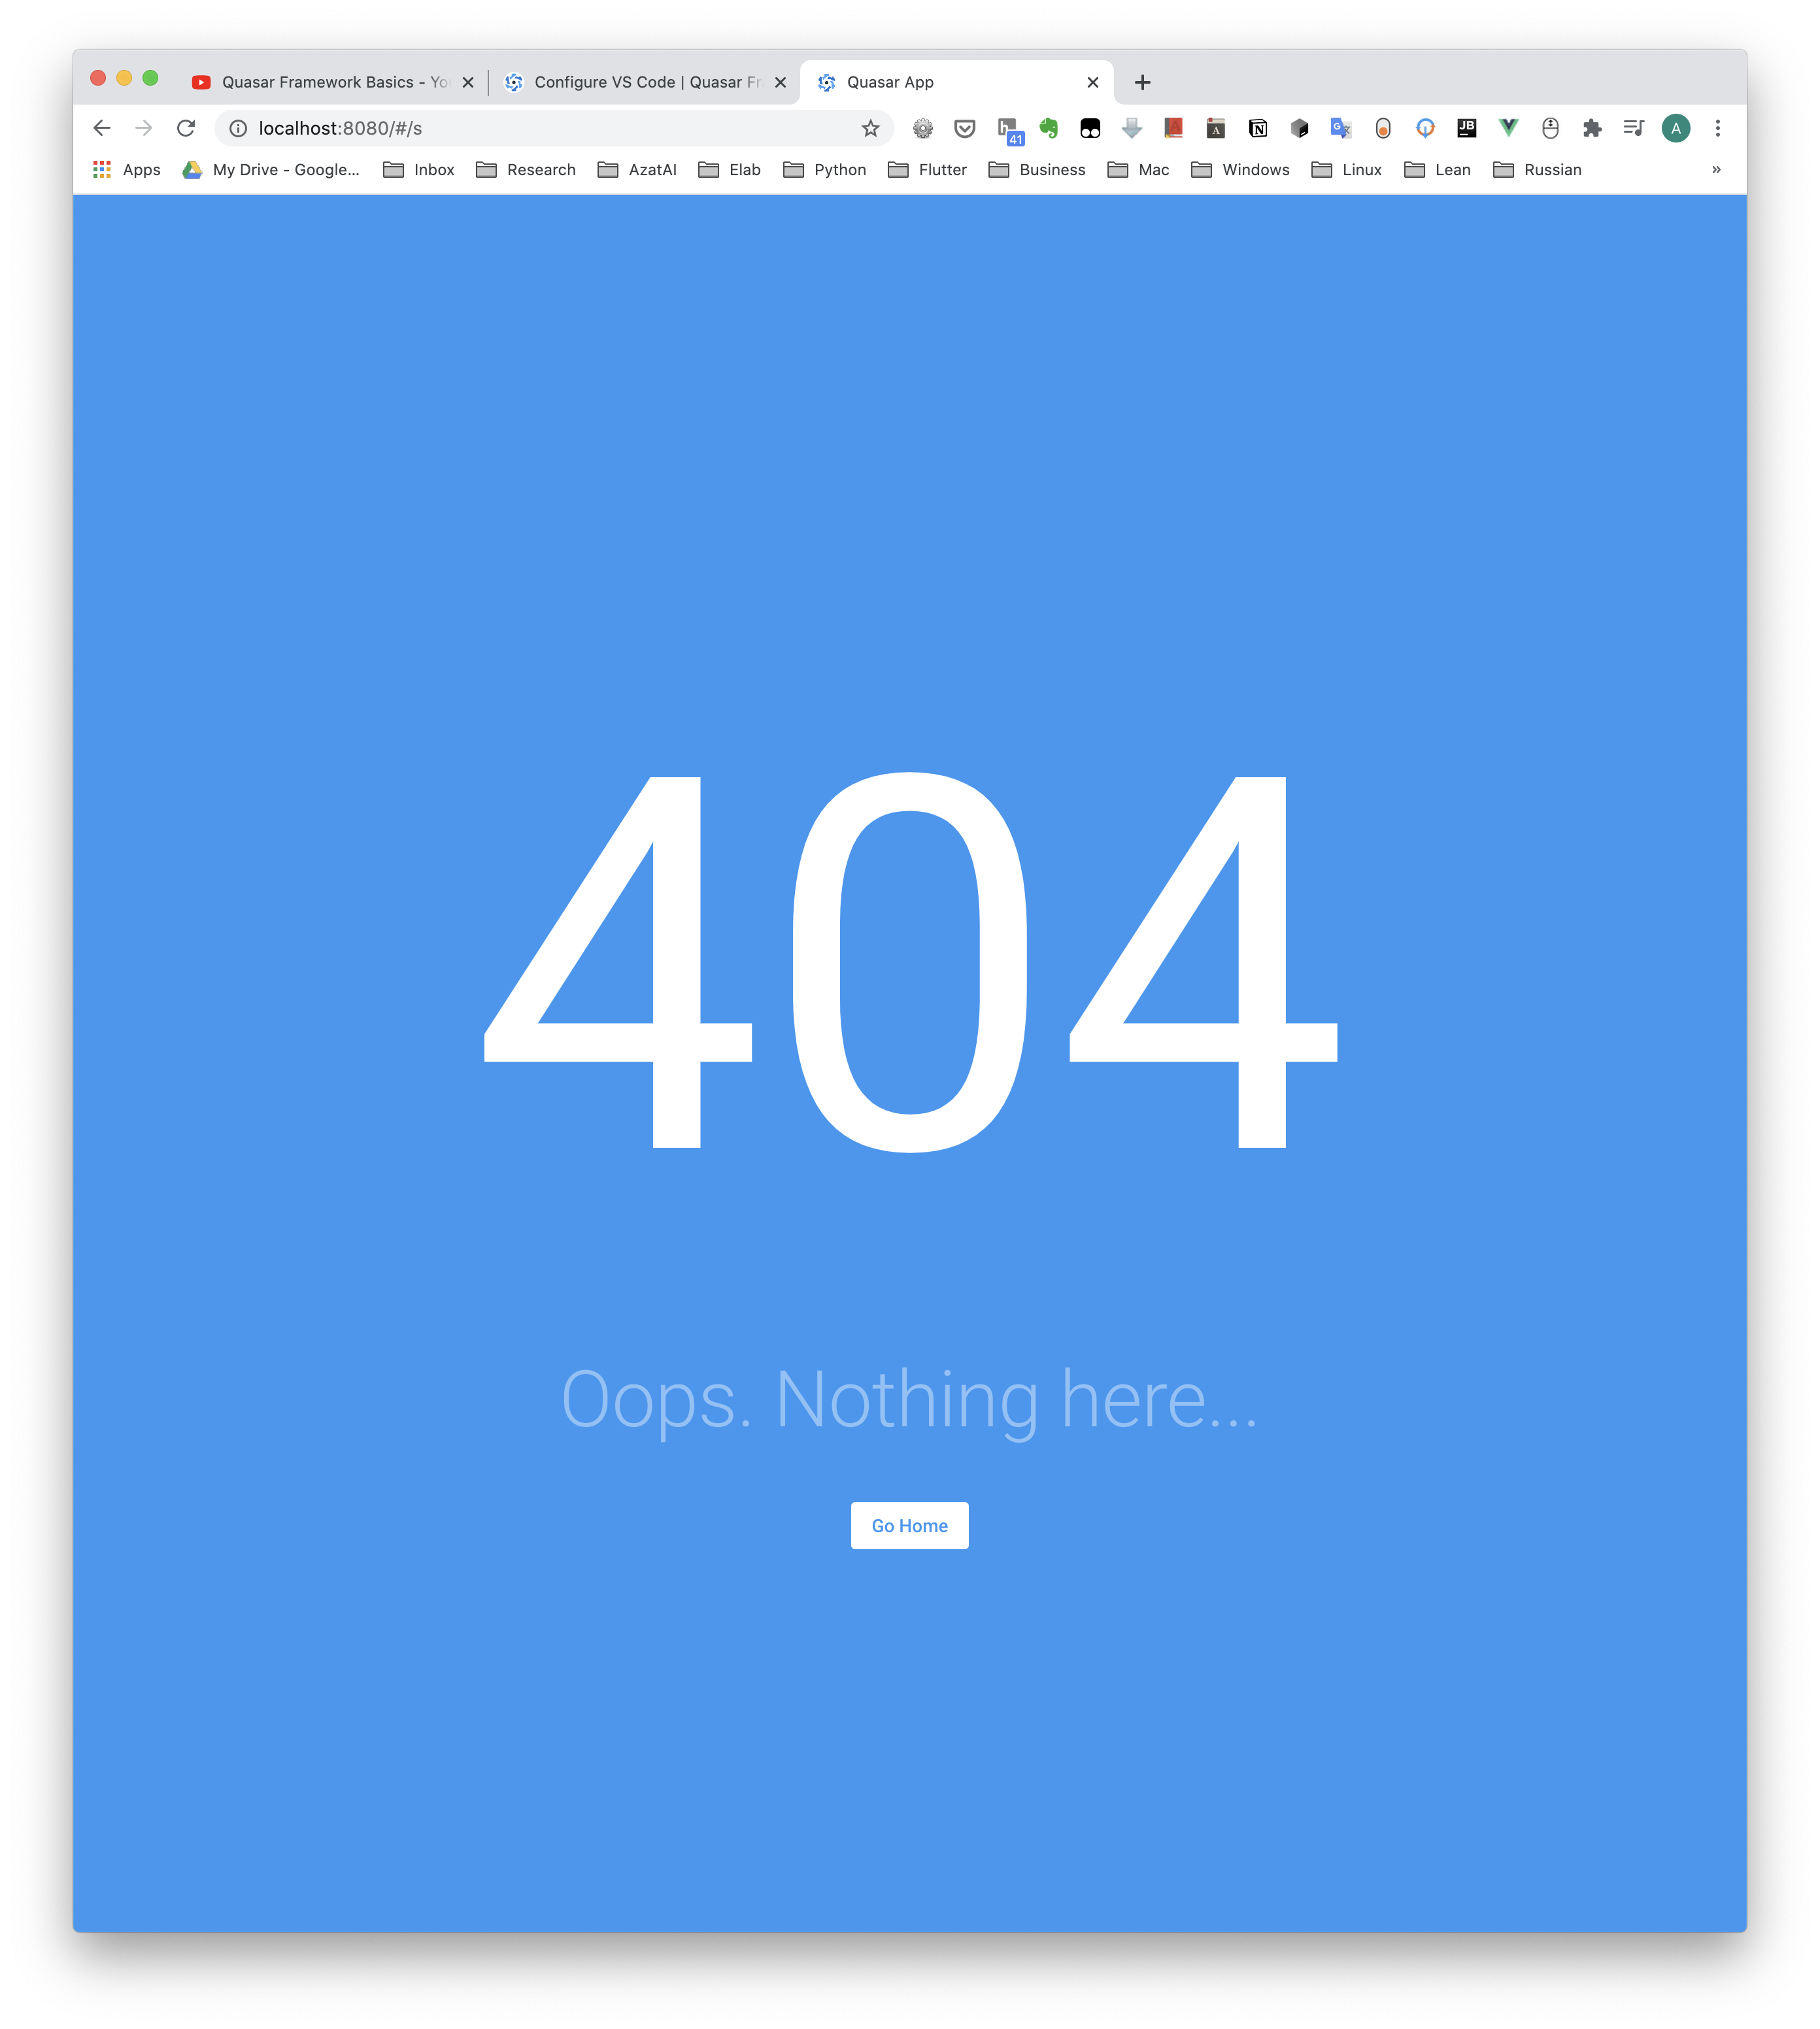 Quasar Framework Basics - Yo
Configure VS Code | Quasar Fr
Quasar App
localhost:8080/#/s
41
A
JB
A
Apps
My Drive - Google...
Inbox
Research
AzatAI
Elab
Python
Flutter
Business
Mac
Windows
Linux
Lean
Russian
»
404
Oops. Nothing here...
Go Home